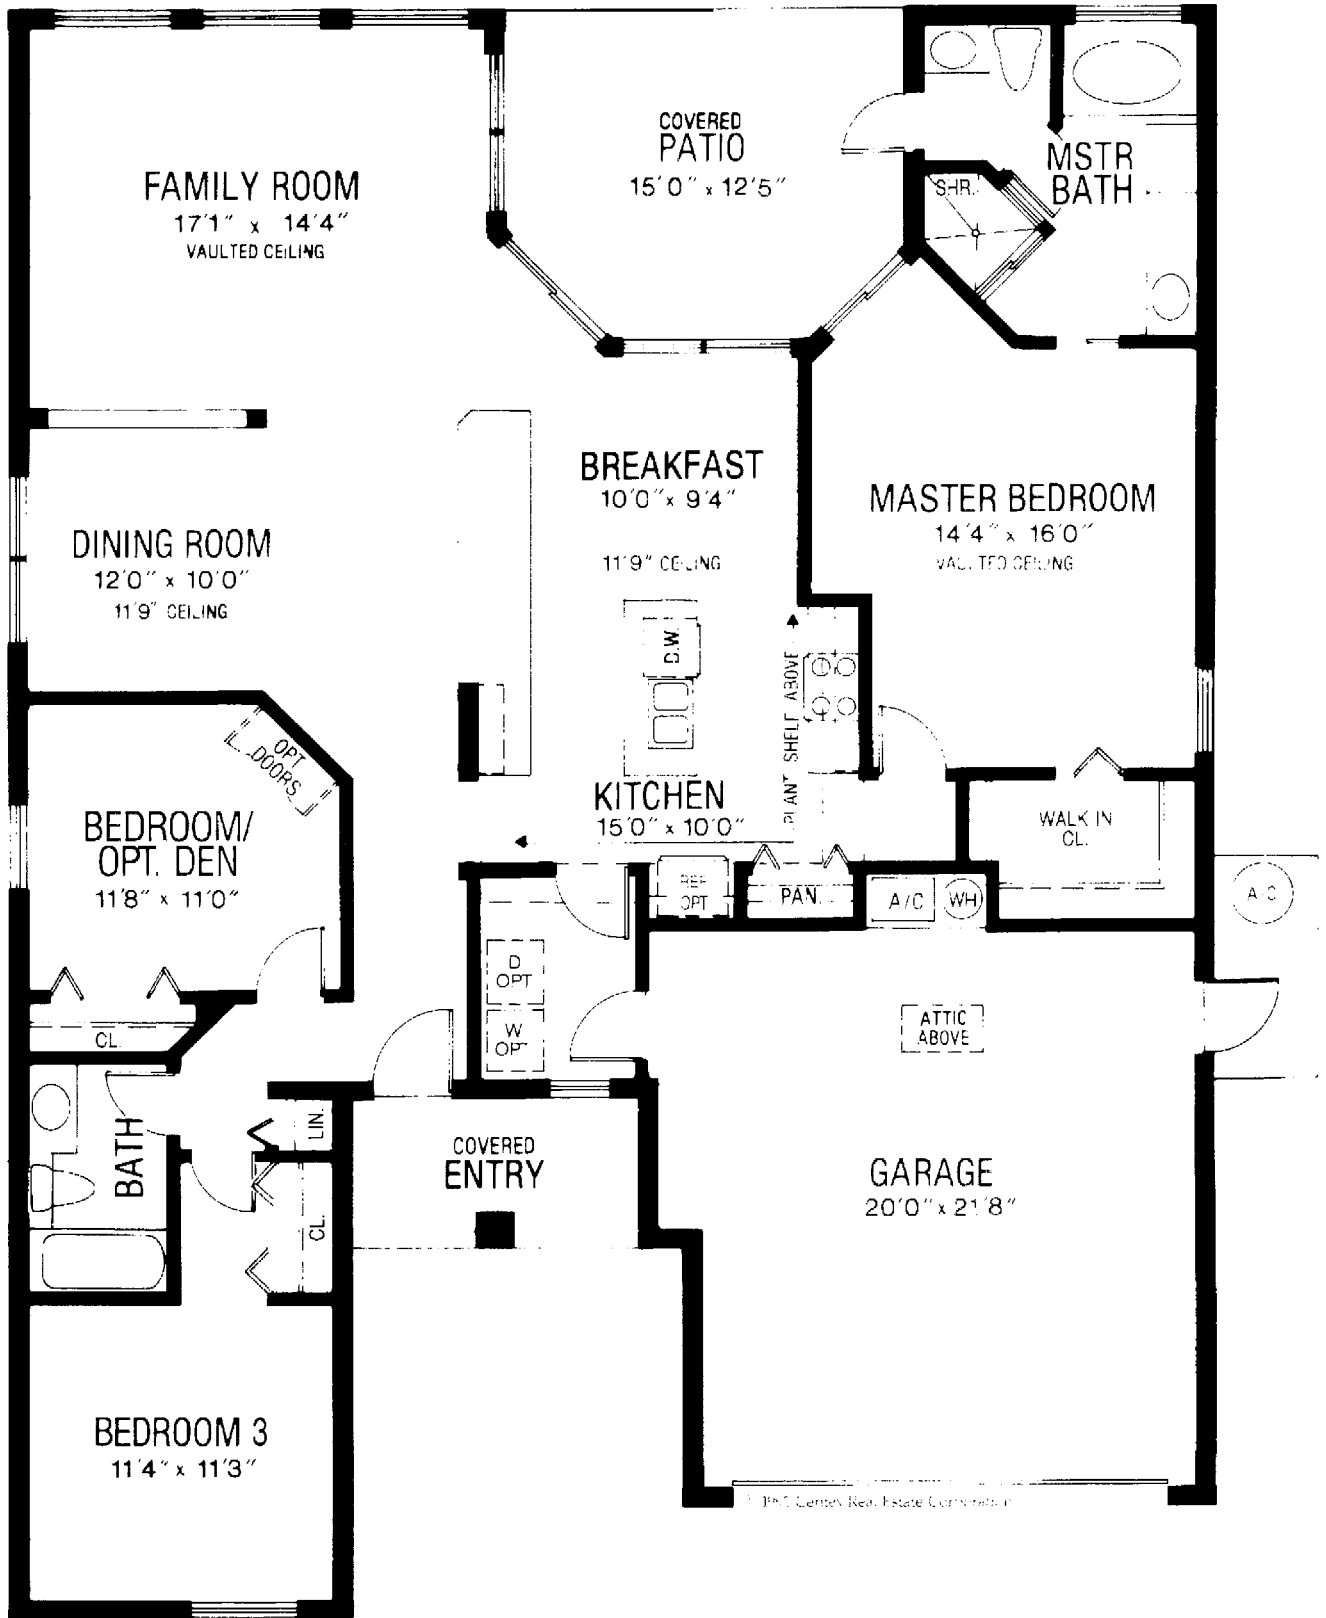 COVERED
PATIO
15'0" x 12'5"
MSTR
BATH
SHR.
FAMILY ROOM
17'1" x 14'4"
VAULTED CEILING
BREAKFAST
10'0" x 9'4"
11'9" CEILING
MASTER BEDROOM
14'4" x 16'0"
VAULTED CEILING
DINING ROOM
12'0" x 10'0"
11'9" CEILING
D.W.
PLANT SHELF ABOVE
OPT
DOORS
KITCHEN
15'0" x 10'0"
BEDROOM/
OPT. DEN
11'8" x 11'0"
WALK IN
CL.
REF
OPT
PAN.
A/C
WH
A/C
D
OPT
W
OPT
ATTIC
ABOVE
CL.
BATH
LIN.
CL.
COVERED
ENTRY
GARAGE
20'0" x 21'8"
BEDROOM 3
11'4" x 11'3"
Centex Real Estate Corporation